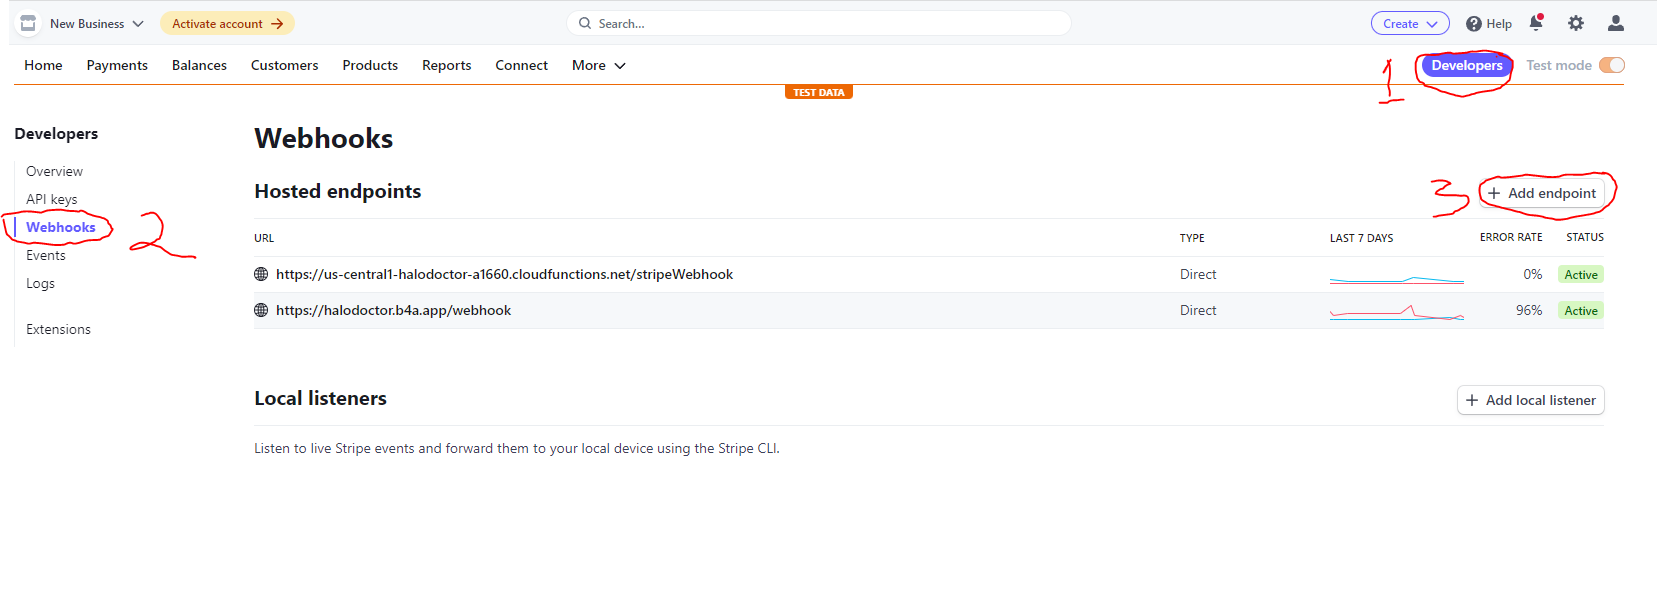 New Business Activate account → Search... Create Help
Home Payments Balances Customers Products Reports Connect More 1 Developers Test mode
TEST DATA
Developers
Overview
API keys
Webhooks 2
Events
Logs
Extensions
Webhooks
Hosted endpoints 3 + Add endpoint
URL TYPE LAST 7 DAYS ERROR RATE STATUS
https://us-central1-halodoctor-a1660.cloudfunctions.net/stripeWebhook Direct 0% Active
https://halodoctor.b4a.app/webhook Direct 96% Active
Local listeners + Add local listener
Listen to live Stripe events and forward them to your local device using the Stripe CLI.